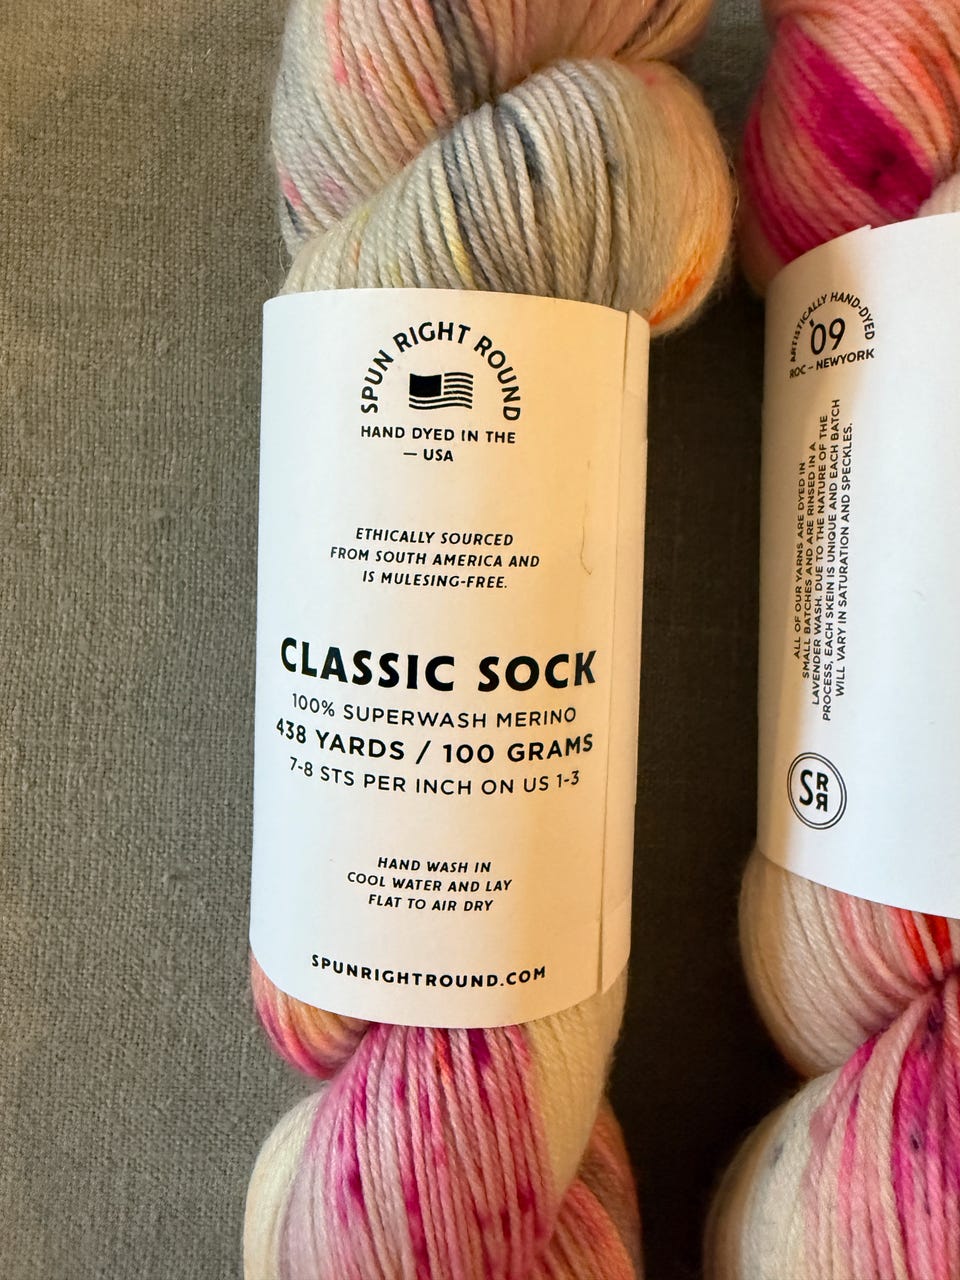 SPUN RIGHT ROUND
HAND DYED IN THE
— USA
ETHICALLY SOURCED
FROM SOUTH AMERICA AND
IS MULESING-FREE.
CLASSIC SOCK
100% SUPERWASH MERINO
438 YARDS / 100 GRAMS
7-8 STS PER INCH ON US 1-3
HAND WASH IN
COOL WATER AND LAY
FLAT TO AIR DRY
SPUNRIGHTROUND.COM
ARTISTICALLY HAND-DYED
'09
ROC - NEWYORK
ALL OF OUR YARNS ARE DYED IN
SMALL BATCHES AND ARE RINSED IN A
LAVENDER WASH. DUE TO THE NATURE OF THE
PROCESS, EACH SKEIN IS UNIQUE AND EACH BATCH
WILL VARY IN SATURATION AND SPECKLES.
SRR